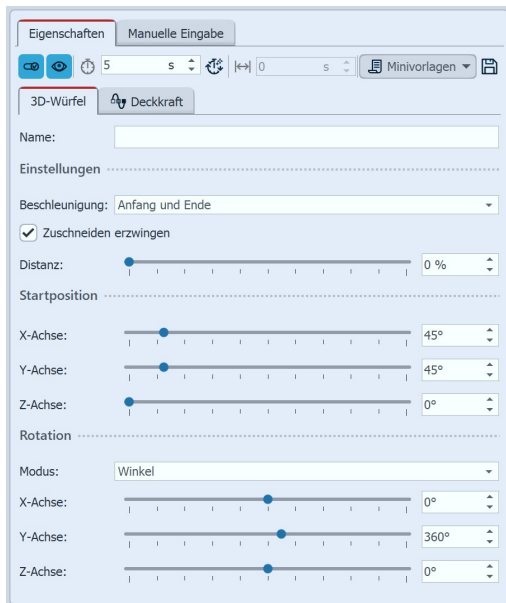 Eigenschaften Manuelle Eingabe
5 s 0 s Minivorlagen
3D-Würfel Deckkraft
Name:
Einstellungen
Beschleunigung: Anfang und Ende
Zuschneiden erzwingen
Distanz: 0 %
Startposition
X-Achse: 45°
Y-Achse: 45°
Z-Achse: 0°
Rotation
Modus: Winkel
X-Achse: 0°
Y-Achse: 360°
Z-Achse: 0°